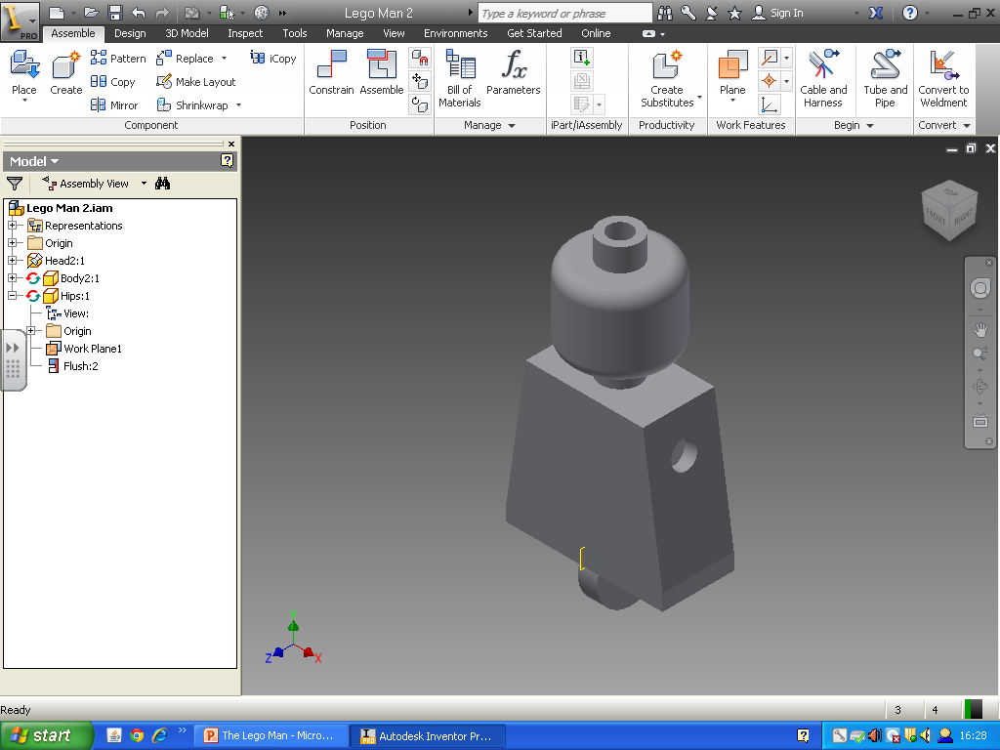 Lego Man 2
Type a keyword or phrase
Sign In
PRO
Assemble Design 3D Model Inspect Tools Manage View Environments Get Started Online
Place
Create
Pattern
Copy
Mirror
Replace
Make Layout
Shrinkwrap
iCopy
Component
Constrain
Assemble
Position
Bill of
Materials
Parameters
Manage
iPart/iAssembly
Create
Substitutes
Productivity
Plane
Work Features
Cable and
Harness
Tube and
Pipe
Begin
Convert to
Weldment
Convert
Model
Assembly View
Lego Man 2.iam
Representations
Origin
Head2:1
Body2:1
Hips:1
View:
Origin
Work Plane1
Flush:2
TOP
FRONT
RIGHT
Y
Z
X
Ready
3
4
start
The Lego Man - Micro...
Autodesk Inventor Pr...
16:28